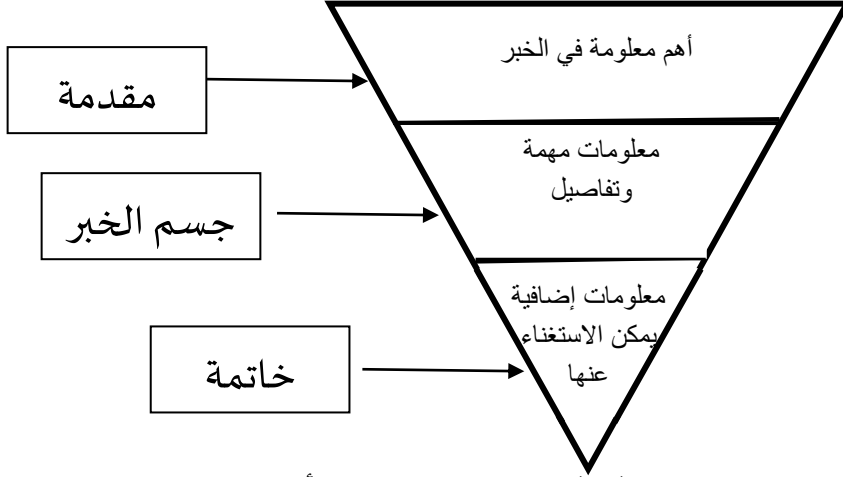 أهم معلومة في الخبر
مقدمة
معلومات مهمة
وتفاصيل
جسم الخبر
معلومات إضافية
يمكن الاستغناء
عنها
خاتمة